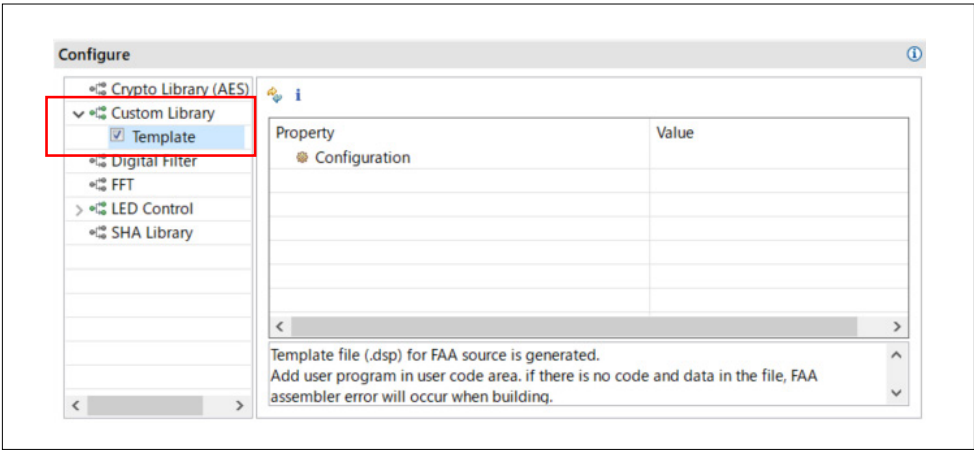 Configure
Crypto Library (AES)
Custom Library
Template
Digital Filter
FFT
LED Control
SHA Library
Property Value
Configuration
Template file (.dsp) for FAA source is generated.
Add user program in user code area. if there is no code and data in the file, FAA
assembler error will occur when building.